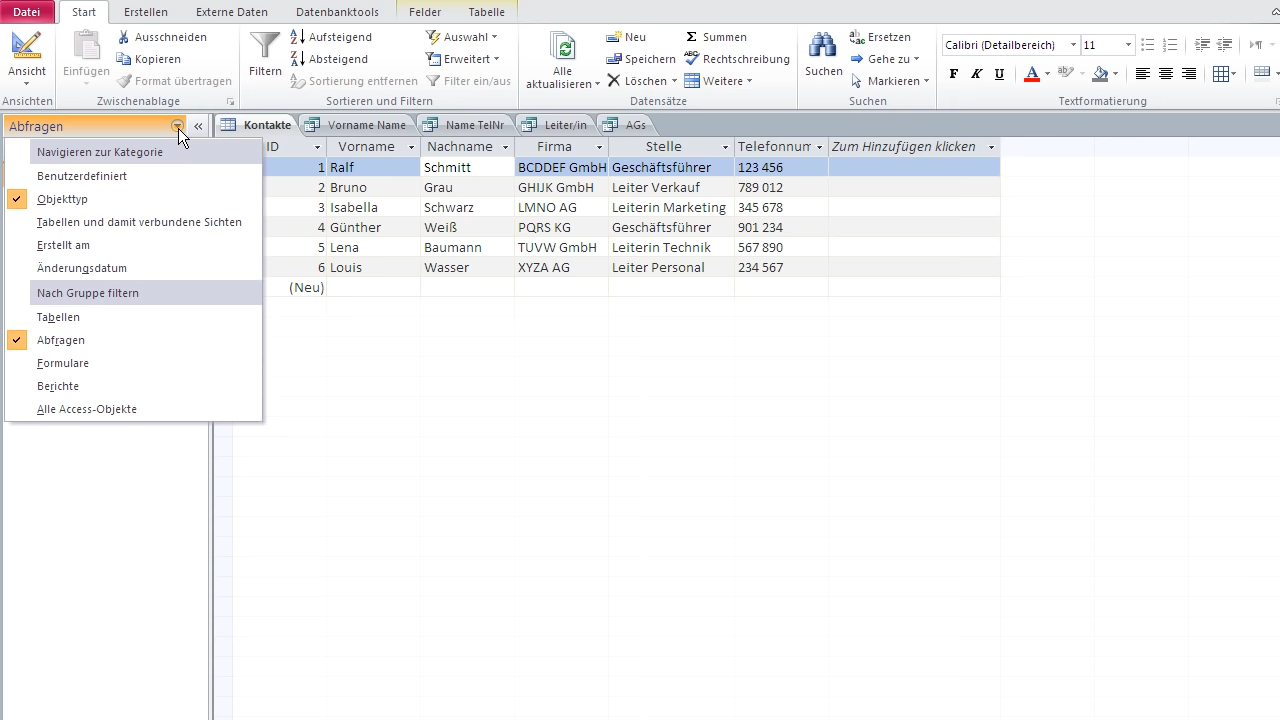 Datei Start Erstellen Externe Daten Datenbanktools Felder Tabelle
Ansicht
Ansichten
Einfügen
Ausschneiden
Kopieren
Format übertragen
Zwischenablage
Filtern
Aufsteigend
Absteigend
Sortierung entfernen
Auswahl
Erweitert
Filter ein/aus
Sortieren und Filtern
Alle
aktualisieren
Neu
Speichern
Löschen
Summen
Rechtschreibung
Weitere
Datensätze
Suchen
Ersetzen
Gehe zu
Markieren
Suchen
Calibri (Detailbereich) 11
F K U A
Textformatierung
Abfragen «
Navigieren zur Kategorie
Benutzerdefiniert
Objekttyp
Tabellen und damit verbundene Sichten
Erstellt am
Änderungsdatum
Nach Gruppe filtern
Tabellen
Abfragen
Formulare
Berichte
Alle Access-Objekte
Kontakte Vorname Name Name TelNr Leiter/in AGs
ID Vorname Nachname Firma Stelle Telefonnum Zum Hinzufügen klicken
1 Ralf Schmitt BCDDEF GmbH Geschäftsführer 123 456
2 Bruno Grau GHIJK GmbH Leiter Verkauf 789 012
3 Isabella Schwarz LMNO AG Leiterin Marketing 345 678
4 Günther Weiß PQRS KG Geschäftsführer 901 234
5 Lena Baumann TUVW GmbH Leiterin Technik 567 890
6 Louis Wasser XYZA AG Leiter Personal 234 567
(Neu)